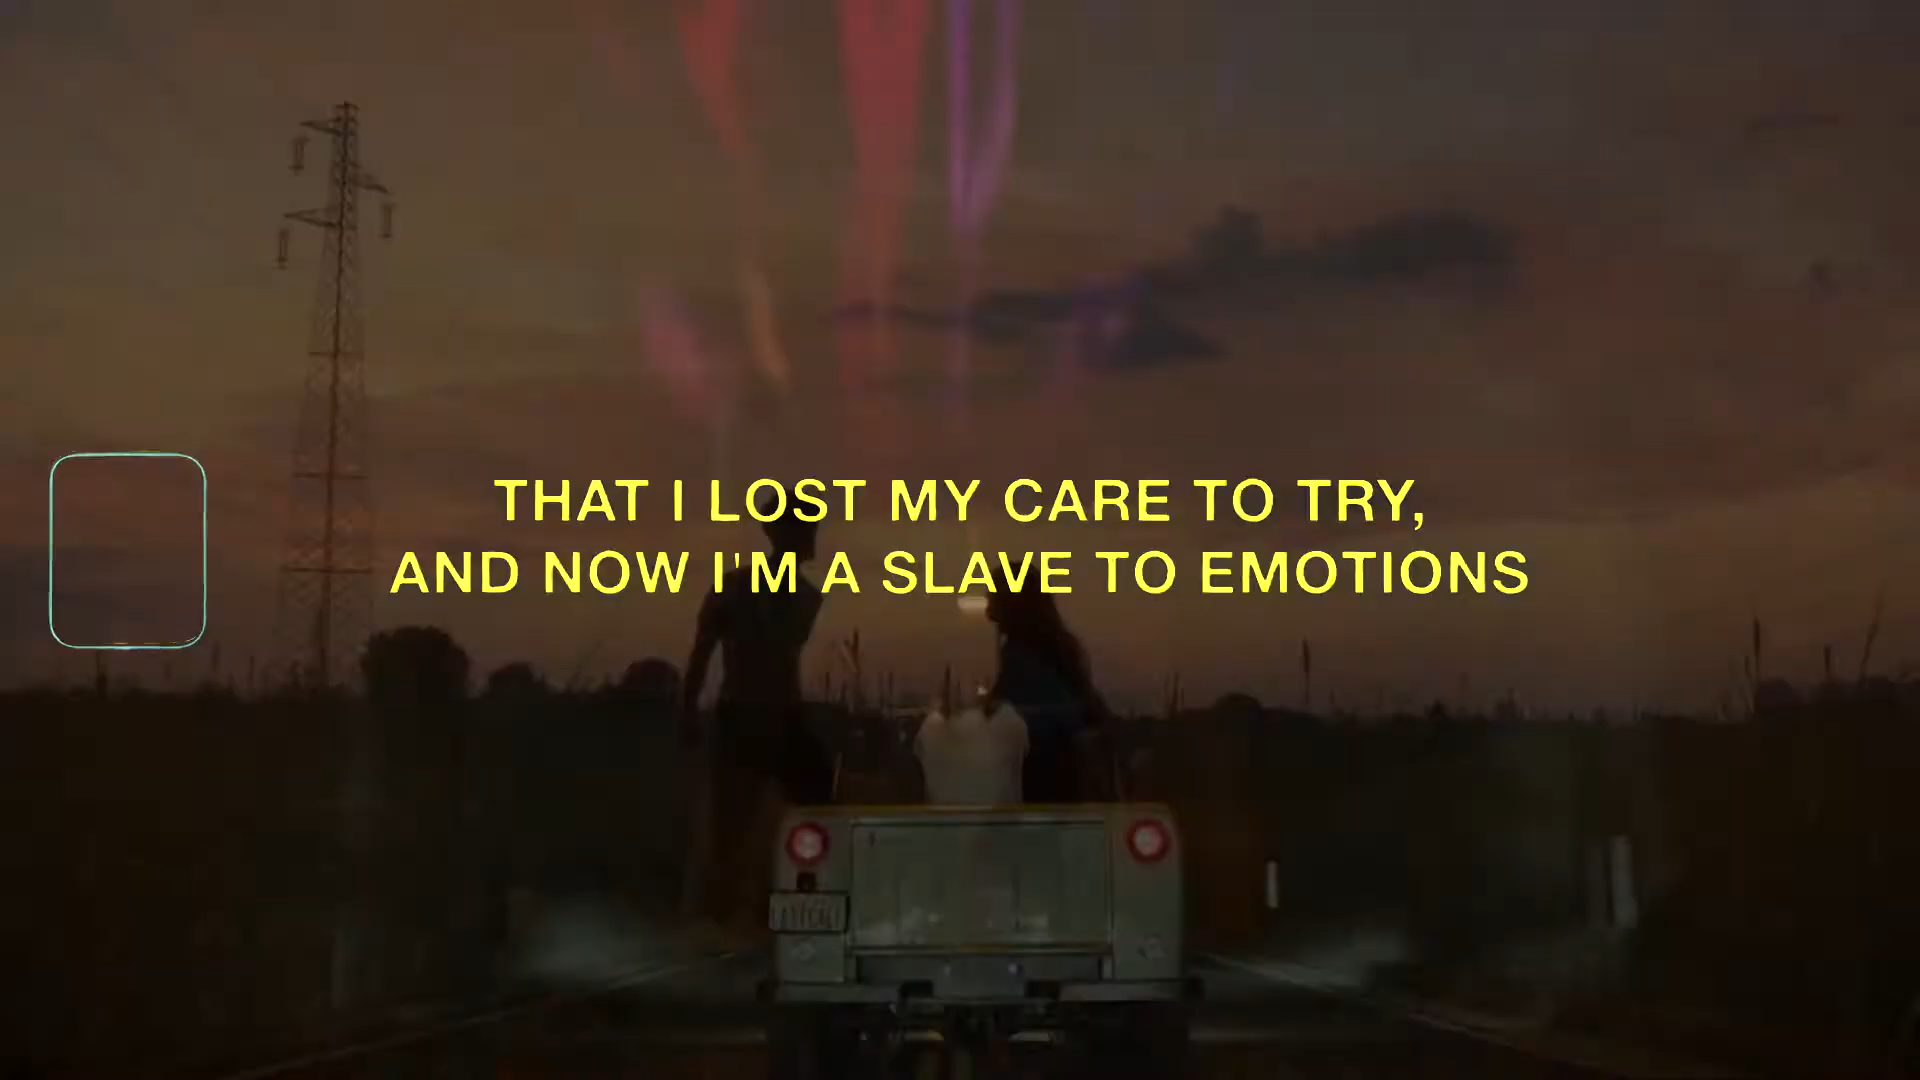 THAT I LOST MY CARE TO TRY,
AND NOW I'M A SLAVE TO EMOTIONS